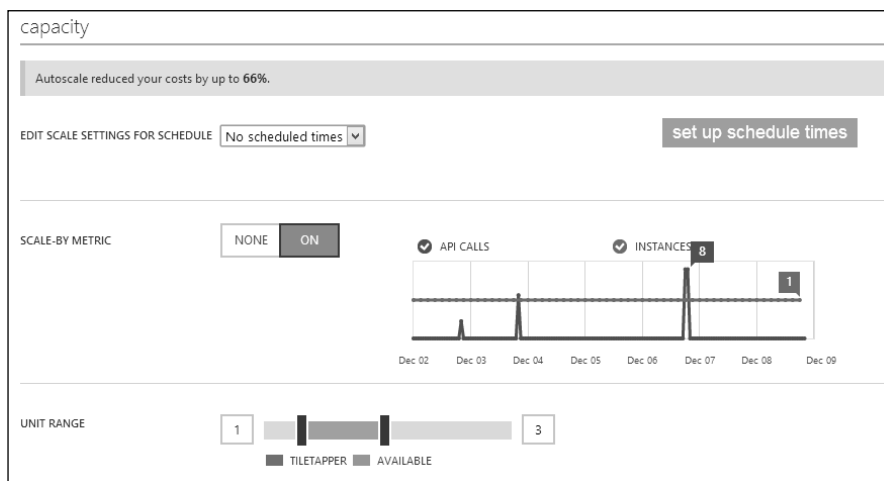 capacity
Autoscale reduced your costs by up to 66%.
EDIT SCALE SETTINGS FOR SCHEDULE No scheduled times set up schedule times
SCALE-BY METRIC NONE ON API CALLS INSTANCES 8
1
Dec 02 Dec 03 Dec 04 Dec 05 Dec 06 Dec 07 Dec 08 Dec 09
UNIT RANGE 1 3
TILETAPPER AVAILABLE